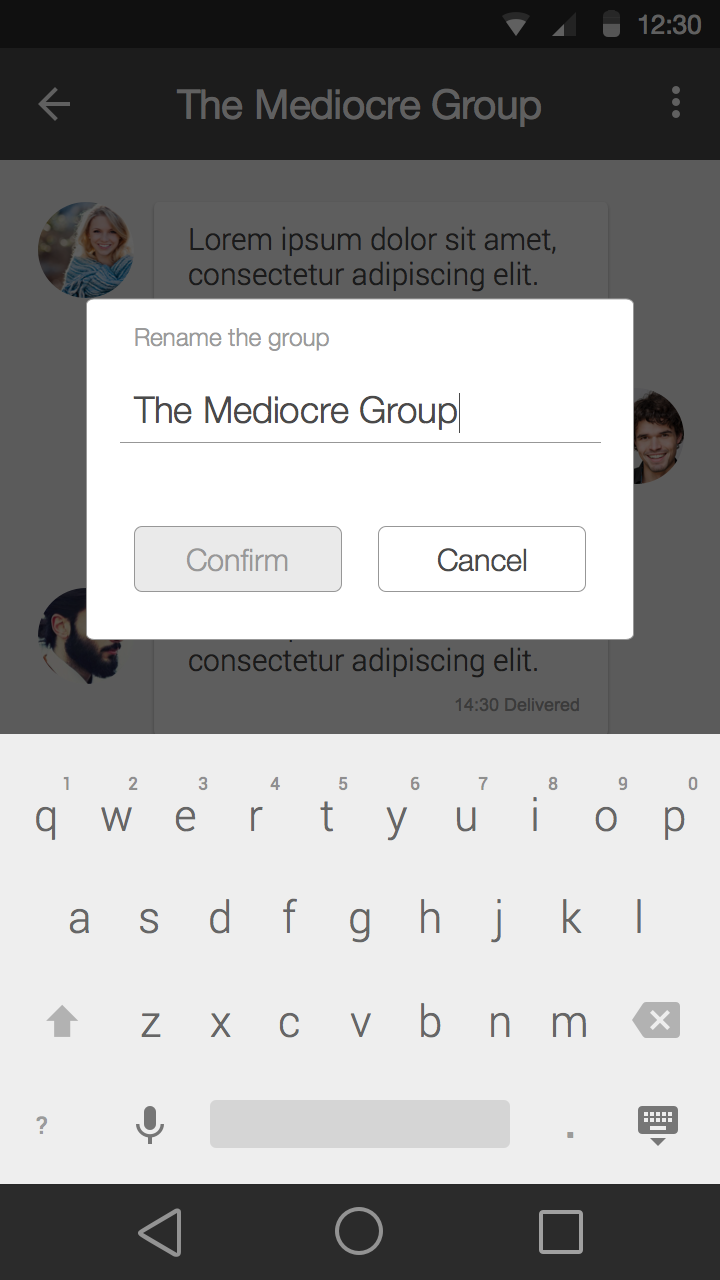 12:30
The Mediocre Group
Lorem ipsum dolor sit amet,
consectetur adipiscing elit.
Rename the group
The Mediocre Group
Confirm Cancel
consectetur adipiscing elit.
14:30 Delivered
1 2 3 4 5 6 7 8 9 0
q w e r t y u i o p
a s d f g h j k l
z x c v b n m
? .